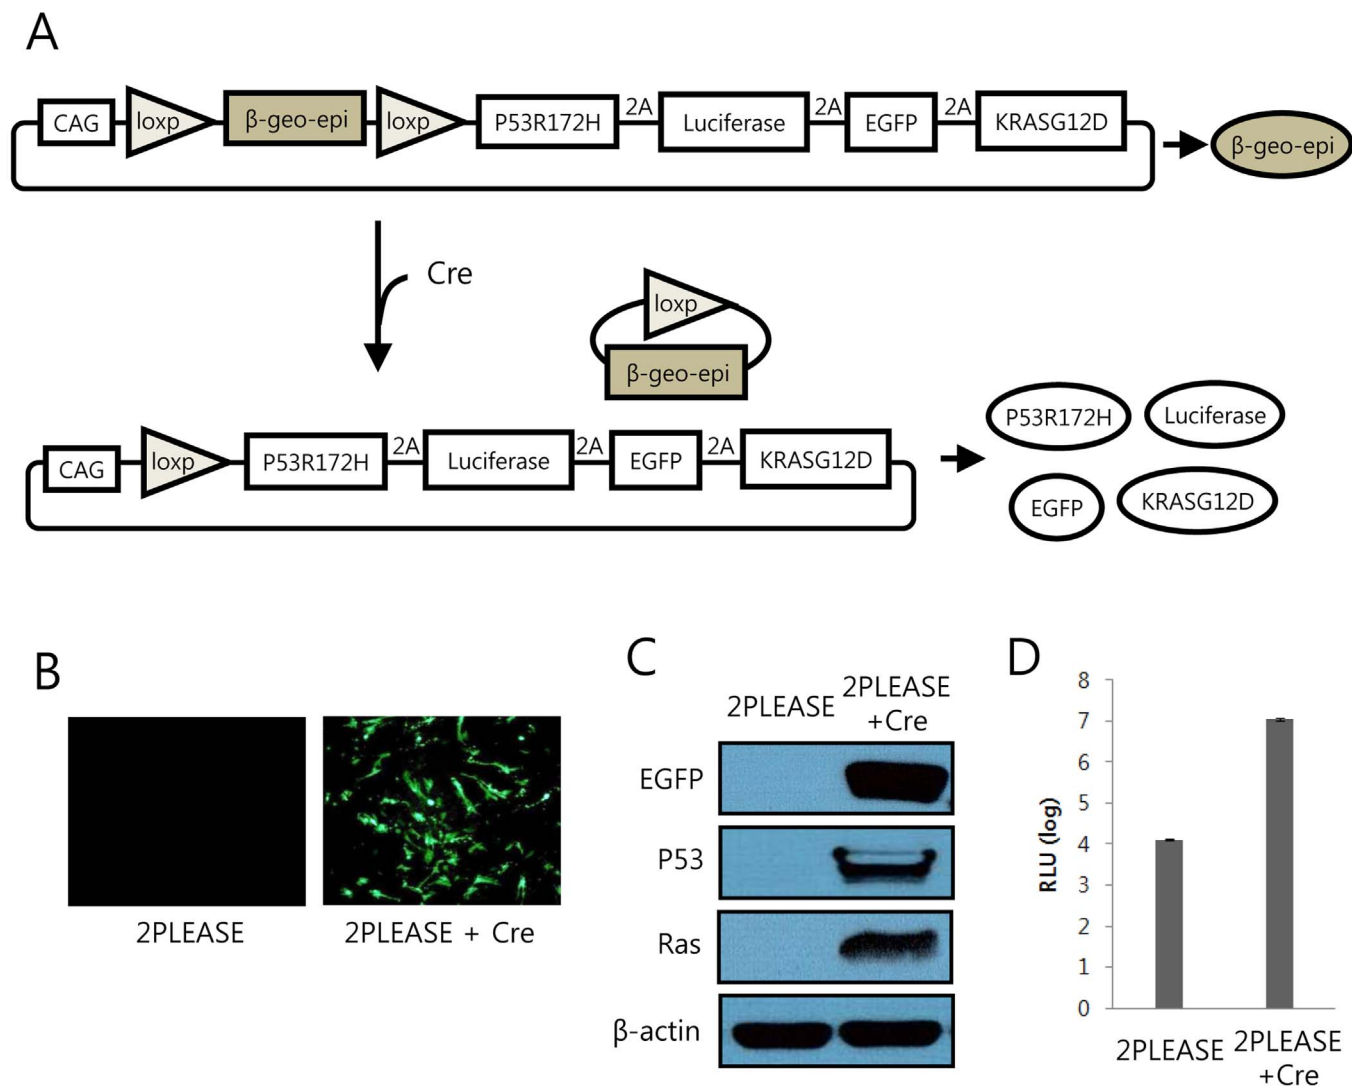 A
CAG loxp β-geo-epi loxp P53R172H 2A Luciferase 2A EGFP 2A KRASG12D β-geo-epi
Cre
loxp
β-geo-epi
CAG loxp P53R172H 2A Luciferase 2A EGFP 2A KRASG12D
P53R172H Luciferase
EGFP KRASG12D
B
2PLEASE 2PLEASE + Cre
C
2PLEASE 2PLEASE
+Cre
EGFP
P53
Ras
β-actin
D
RLU (log)
8
7
6
5
4
3
2
1
0
2PLEASE 2PLEASE
+Cre